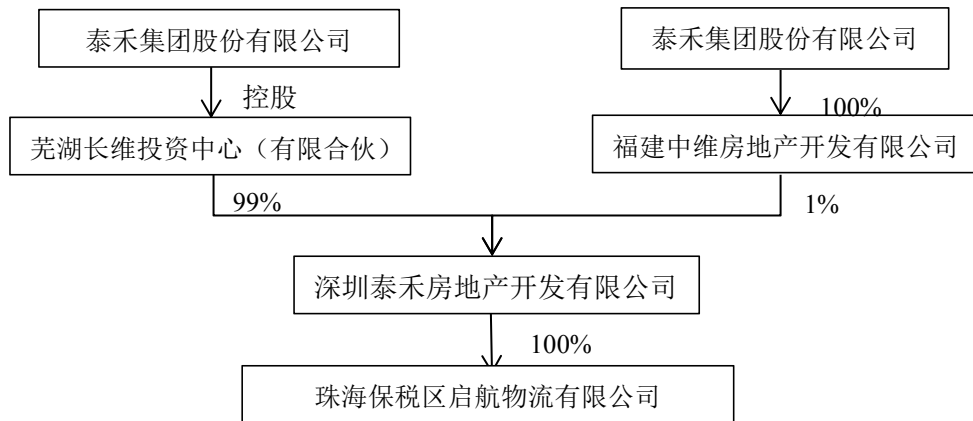 泰禾集团股份有限公司
泰禾集团股份有限公司
控股
100%
芜湖长维投资中心（有限合伙）
福建中维房地产开发有限公司
99%
1%
深圳泰禾房地产开发有限公司
100%
珠海保税区启航物流有限公司